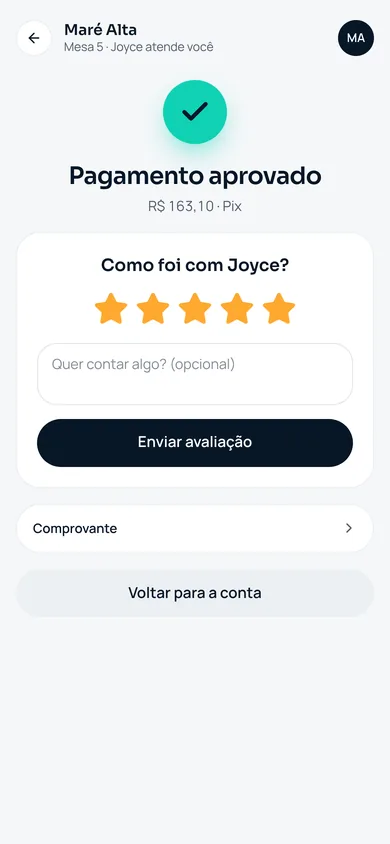 Maré Alta
Mesa 5 · Joyce atende você
MA
Pagamento aprovado
R$ 163,10 · Pix
Como foi com Joyce?
Quer contar algo? (opcional)
Enviar avaliação
Comprovante
Voltar para a conta